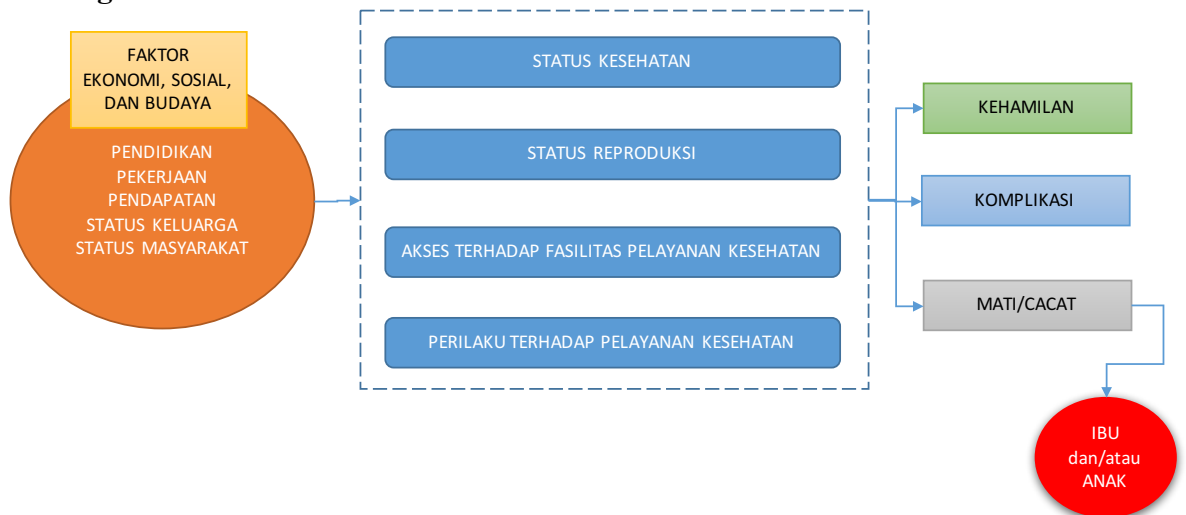 FAKTOR
EKONOMI, SOSIAL,
DAN BUDAYA
PENDIDIKAN
PEKERJAAN
PENDAPATAN
STATUS KELUARGA
STATUS MASYARAKAT
STATUS KESEHATAN
STATUS REPRODUKSI
AKSES TERHADAP FASILITAS PELAYANAN KESEHATAN
PERILAKU TERHADAP PELAYANAN KESEHATAN
KEHAMILAN
KOMPLIKASI
MATI/CACAT
IBU
dan/atau
ANAK